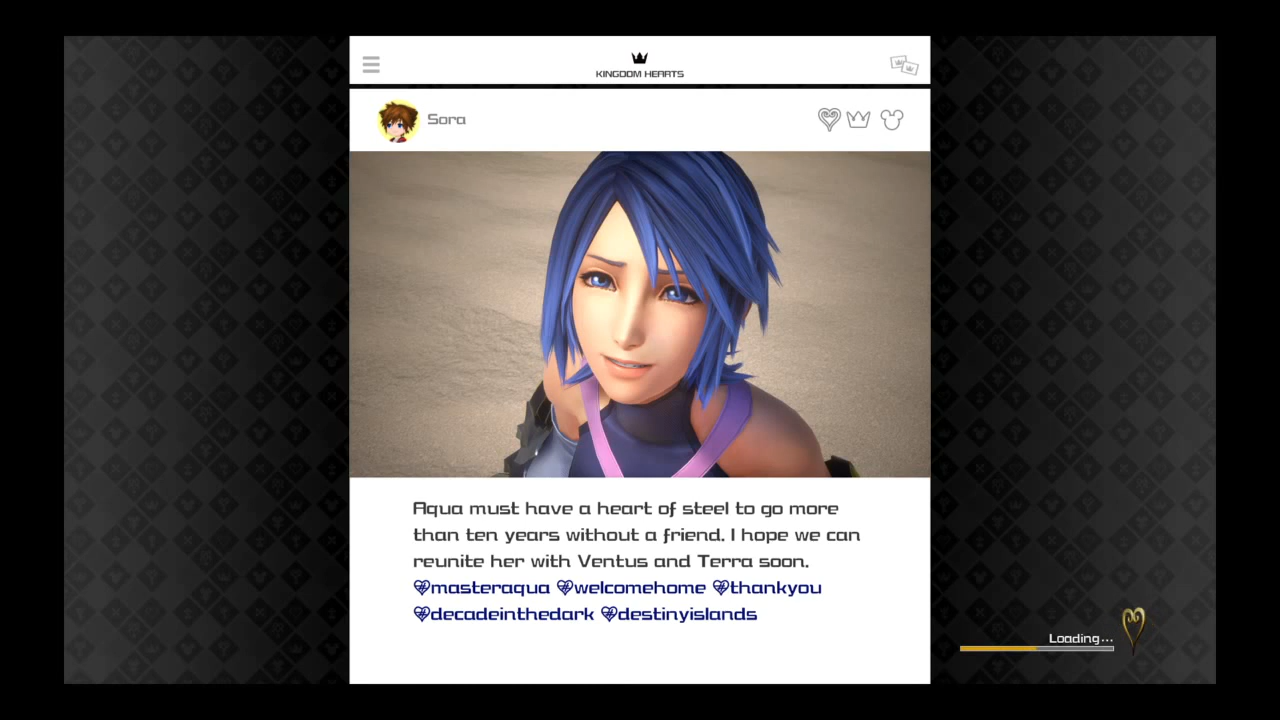 KINGDOM HEARTS
Sora
Aqua must have a heart of steel to go more
than ten years without a friend. I hope we can
reunite her with Ventus and Terra soon.
#masteraqua #welcomehome #thankyou
#decadeinthedark #destinyislands
Loading...